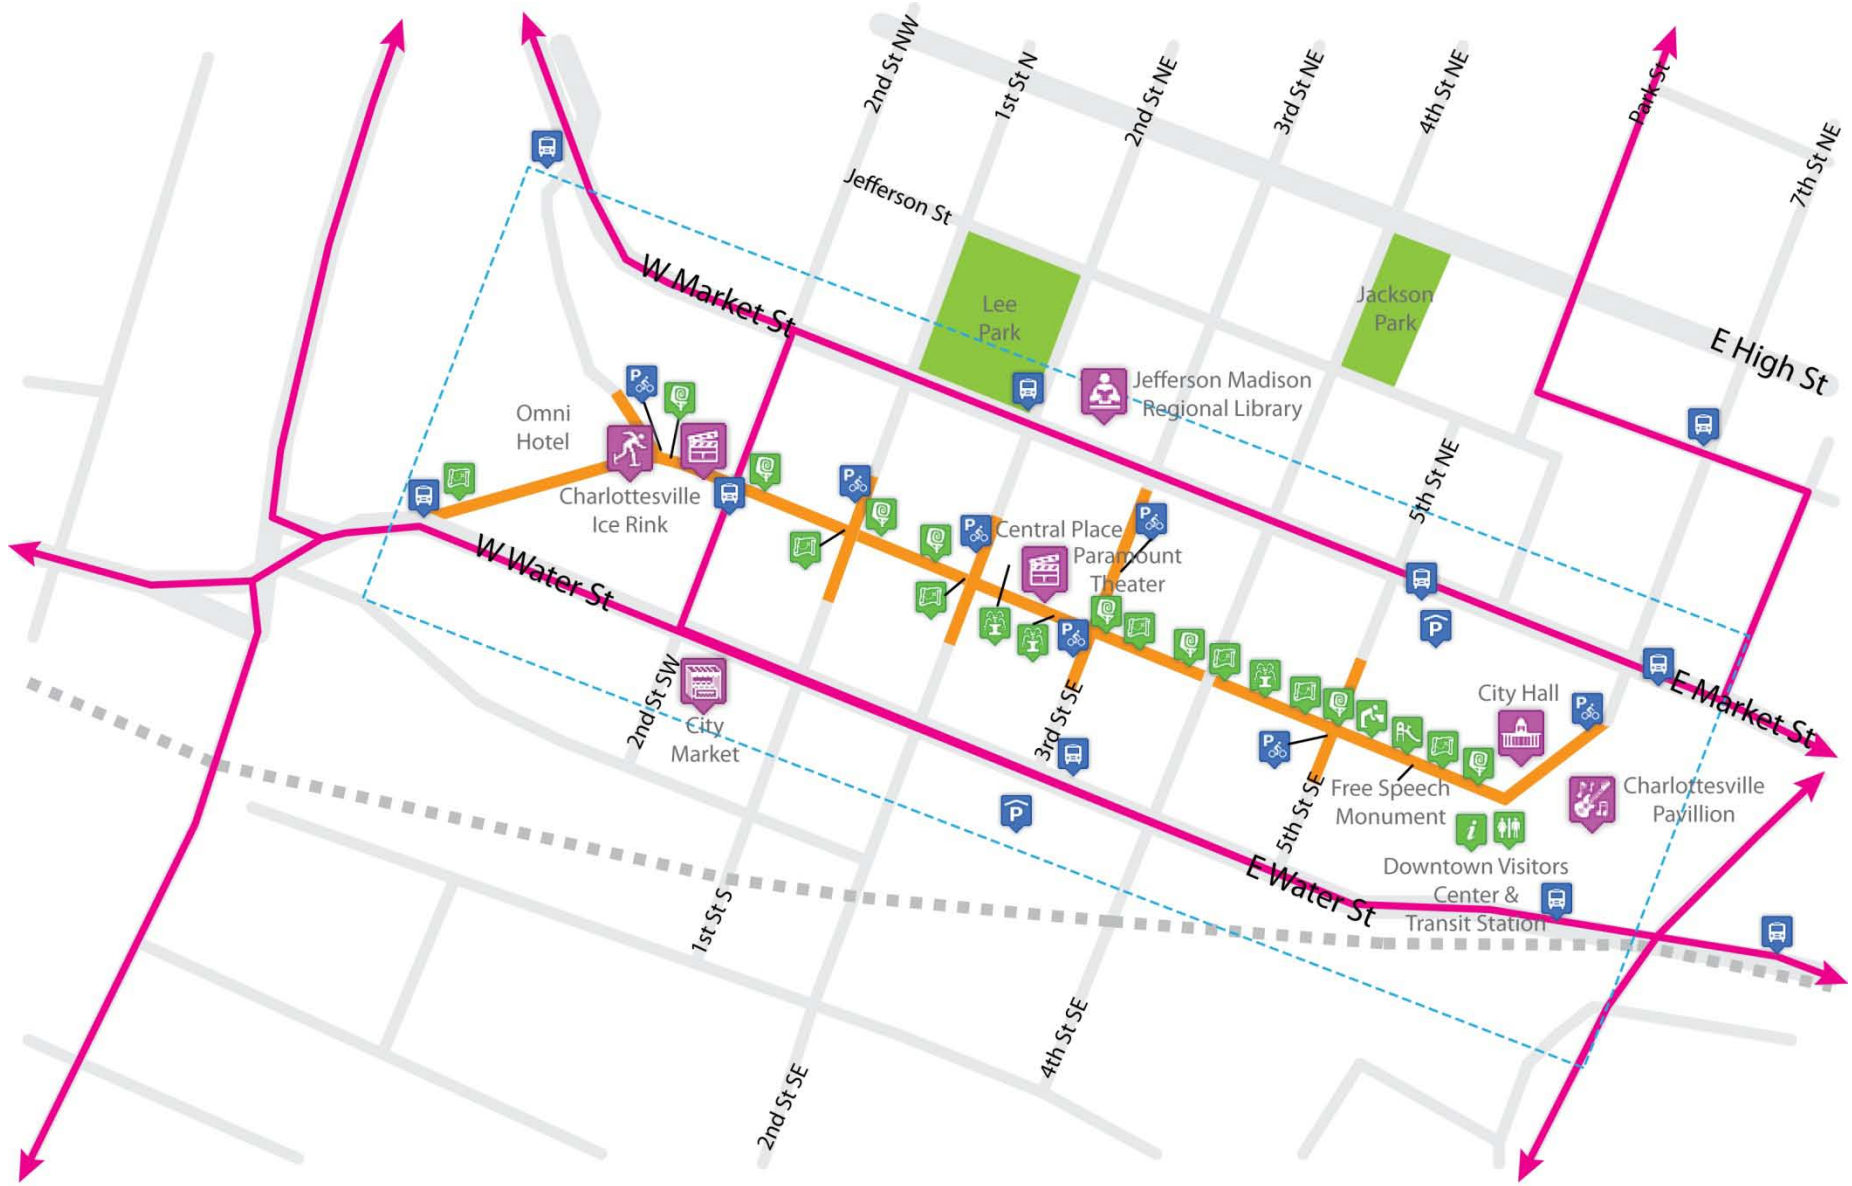 2nd St NW
1st St N
2nd St NE
3rd St NE
4th St NE
Park St
7th St NE
Jefferson St
W Market St
Lee
Park
Jackson
Park
E High St
Jefferson Madison
Regional Library
Omni
Hotel
P
Charlottesville
Ice Rink
5th St NE
P
P
Central Place
P
Paramount
Theater
W Water St
P
P
2nd St SW
City
Market
3rd St SE
City Hall
E Market St
P
P
5th St SE
Free Speech
Monument
Charlottesville
Pavillion
P
i
Downtown Visitors
Center &
Transit Station
E Water St
1st St S
4th St SE
2nd St SE